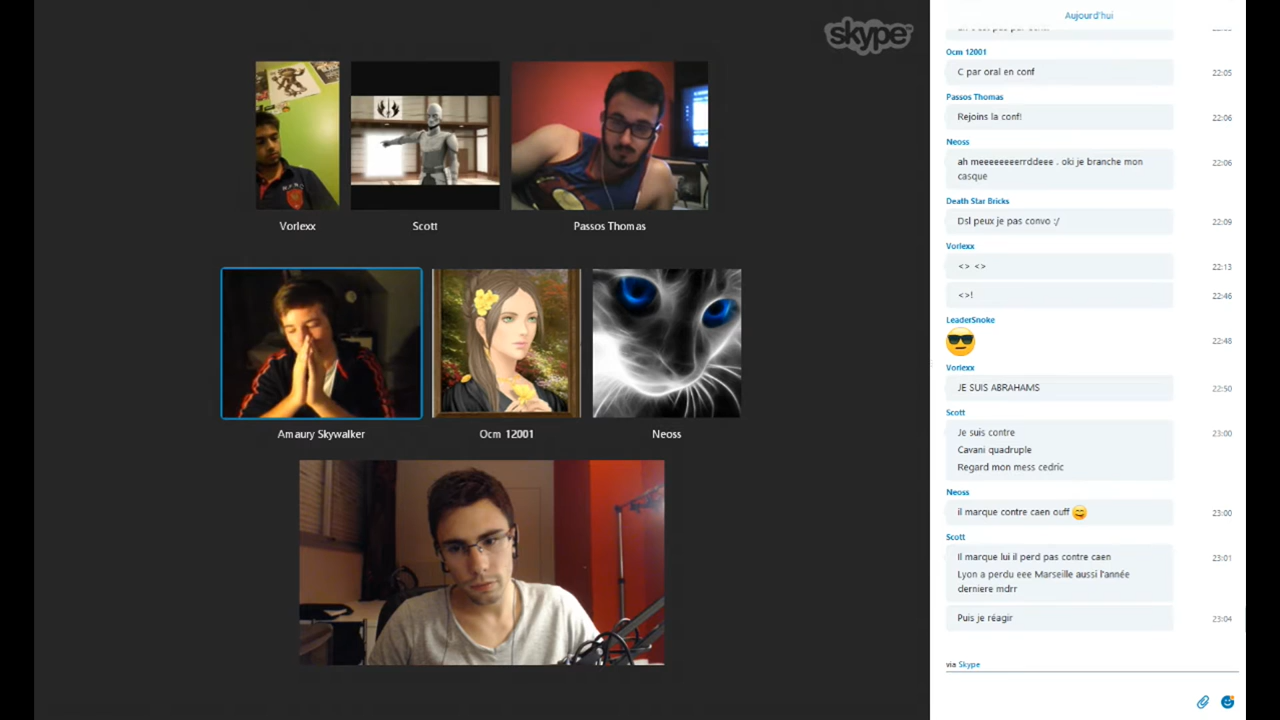 skype
Vorlexx
Scott
Passos Thomas
Amaury Skywalker
Ocm 12001
Neoss
Aujourd'hui
Ocm 12001
C par oral en conf
22:05
Passos Thomas
Rejoins la conf!
22:06
Neoss
ah meeeeeeerrddeee . oki je branche mon
casque
22:06
Death Star Bricks
Dsl peux je pas convo :/
22:09
Vorlexx
<> <>
22:13
<>!
22:46
LeaderSnoke
22:48
Vorlexx
JE SUIS ABRAHAMS
22:50
Scott
Je suis contre
23:00
Cavani quadruple
Regard mon mess cedric
Neoss
il marque contre caen ouff
23:00
Scott
Il marque lui il perd pas contre caen
23:01
Lyon a perdu eee Marseille aussi l'année
derniere mdrr
Puis je réagir
23:04
via Skype